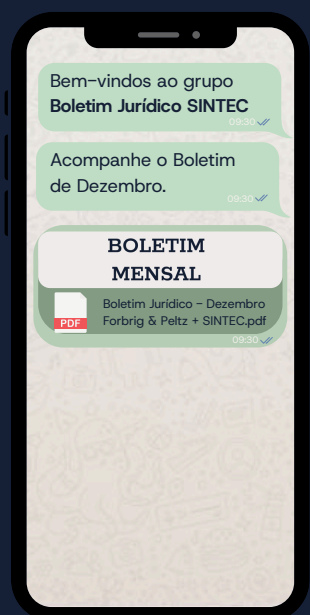 Bem-vindos ao grupo
Boletim Jurídico SINTEC
09:30
Acompanhe o Boletim
de Dezembro.
09:30
BOLETIM
MENSAL
PDF
Boletim Jurídico - Dezembro
Forbrig & Peltz + SINTEC.pdf
09:30